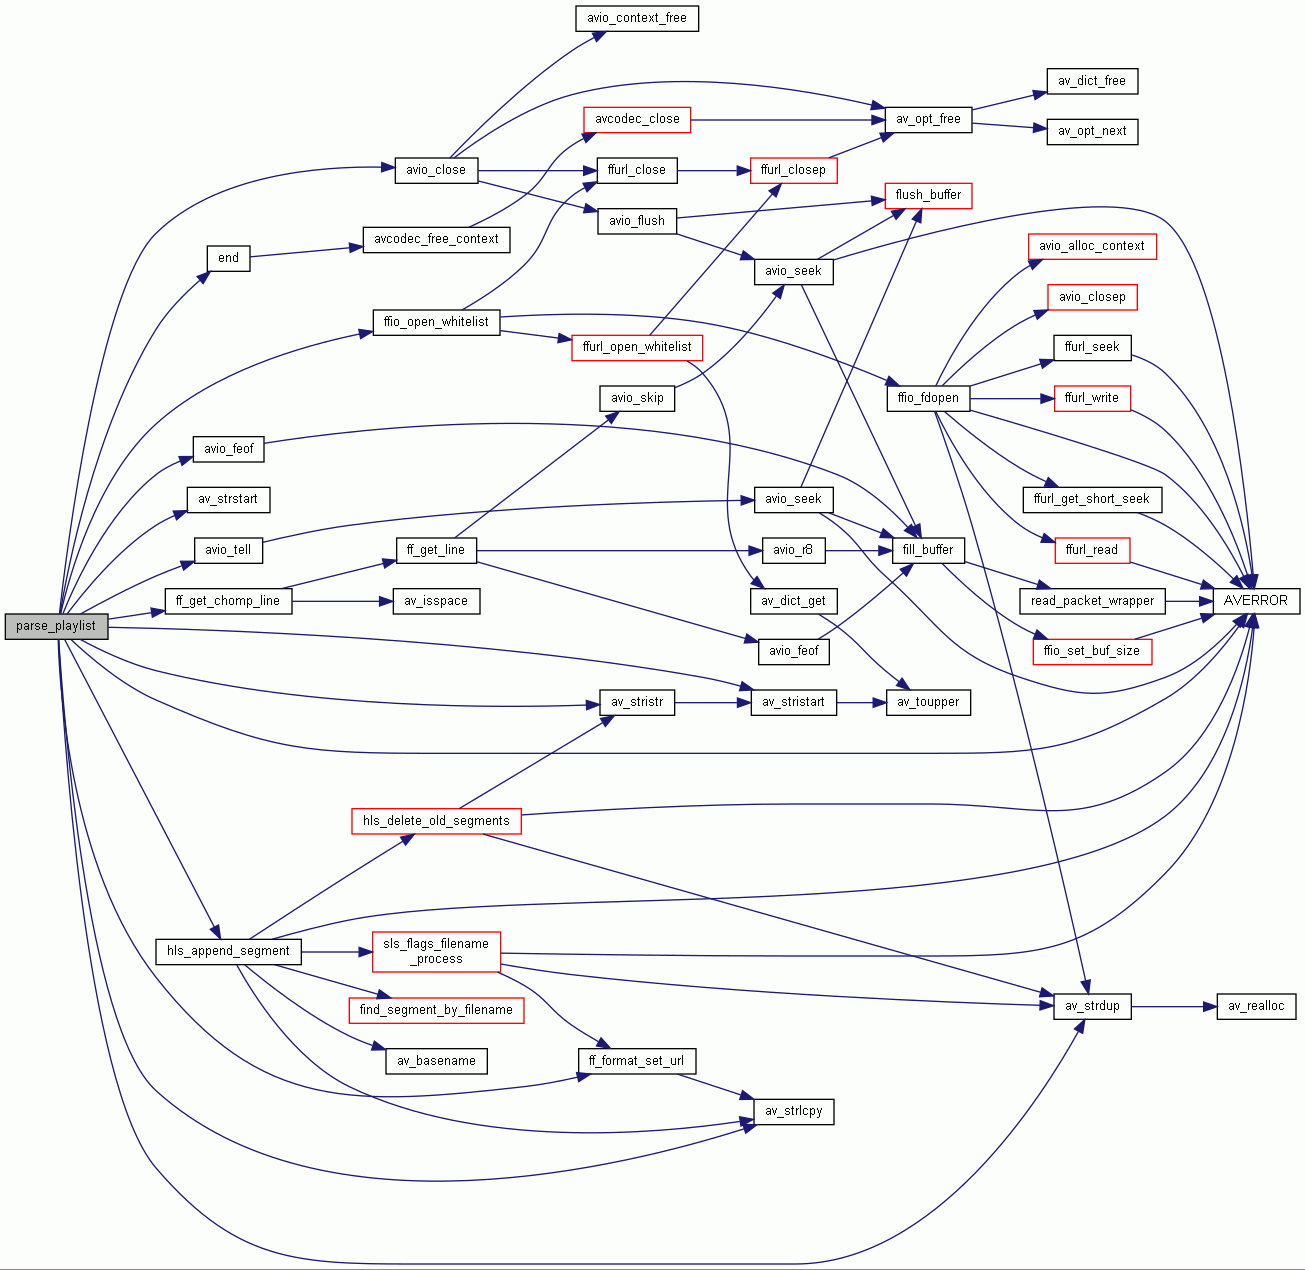 avio_context_free
av_dict_free
avcodec_close
av_opt_free
av_opt_next
avio_close
ffurl_close
ffurl_closep
flush_buffer
avio_flush
avcodec_free_context
end
avio_seek
avio_alloc_context
avio_closep
ffio_open_whitelist
ffurl_open_whitelist
ffurl_seek
avio_skip
ffio_fdopen
ffurl_write
avio_feof
av_strstart
avio_seek
ffurl_get_short_seek
avio_tell
ff_get_line
avio_r8
fill_buffer
ffurl_read
ff_get_chomp_line
av_isspace
av_dict_get
read_packet_wrapper
AVERROR
parse_playlist
avio_feof
ffio_set_buf_size
av_stristr
av_stristart
av_toupper
hls_delete_old_segments
hls_append_segment
sls_flags_filename
_process
find_segment_by_filename
av_strdup
av_realloc
av_basename
ff_format_set_url
av_strlcpy